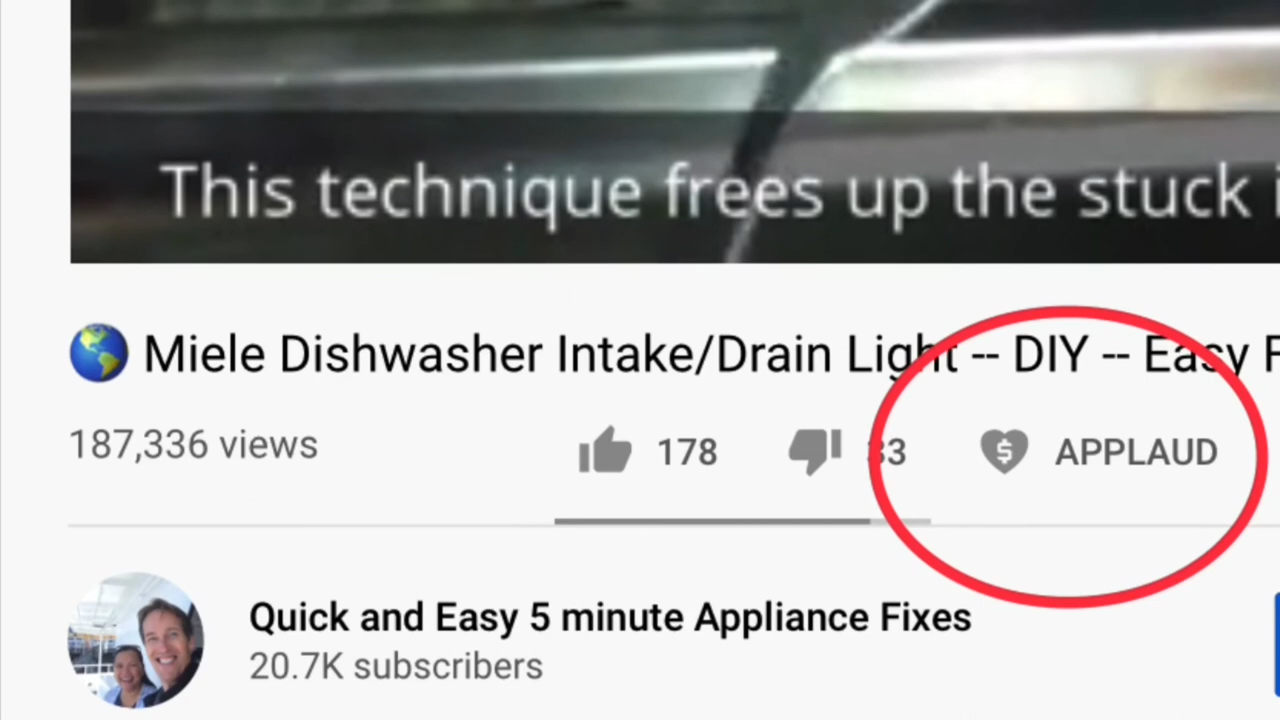 This technique frees up the stuck
Miele Dishwasher Intake/Drain Light -- DIY -- Easy F
187,336 views
178
33
$ APPLAUD
Quick and Easy 5 minute Appliance Fixes
20.7K subscribers